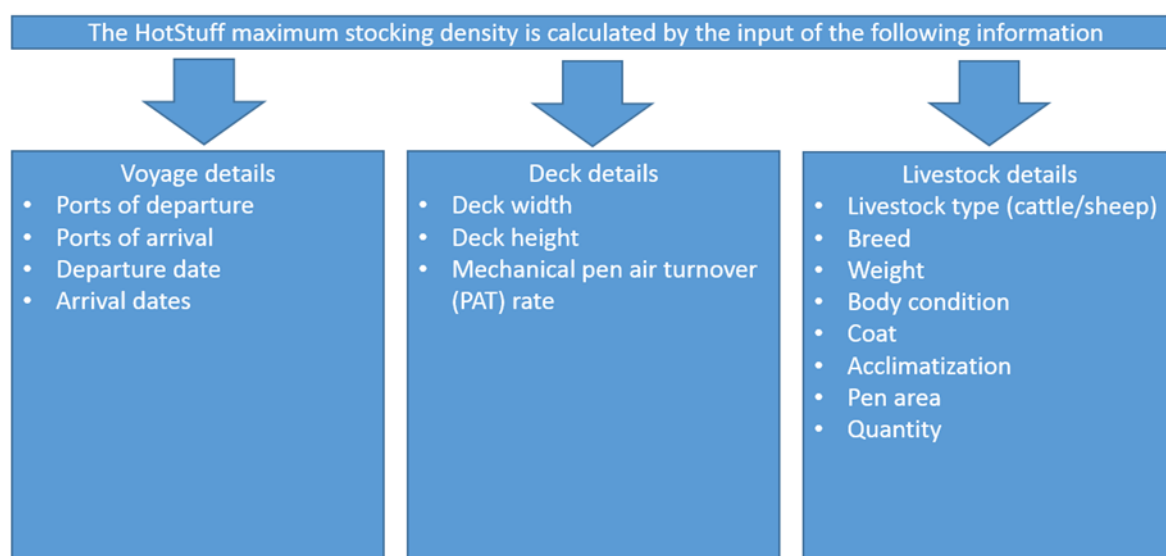 The HotStuff maximum stocking density is calculated by the input of the following information
Voyage details
• Ports of departure
• Ports of arrival
• Departure date
• Arrival dates
Deck details
• Deck width
• Deck height
• Mechanical pen air turnover
(PAT) rate
Livestock details
• Livestock type (cattle/sheep)
• Breed
• Weight
• Body condition
• Coat
• Acclimatization
• Pen area
• Quantity